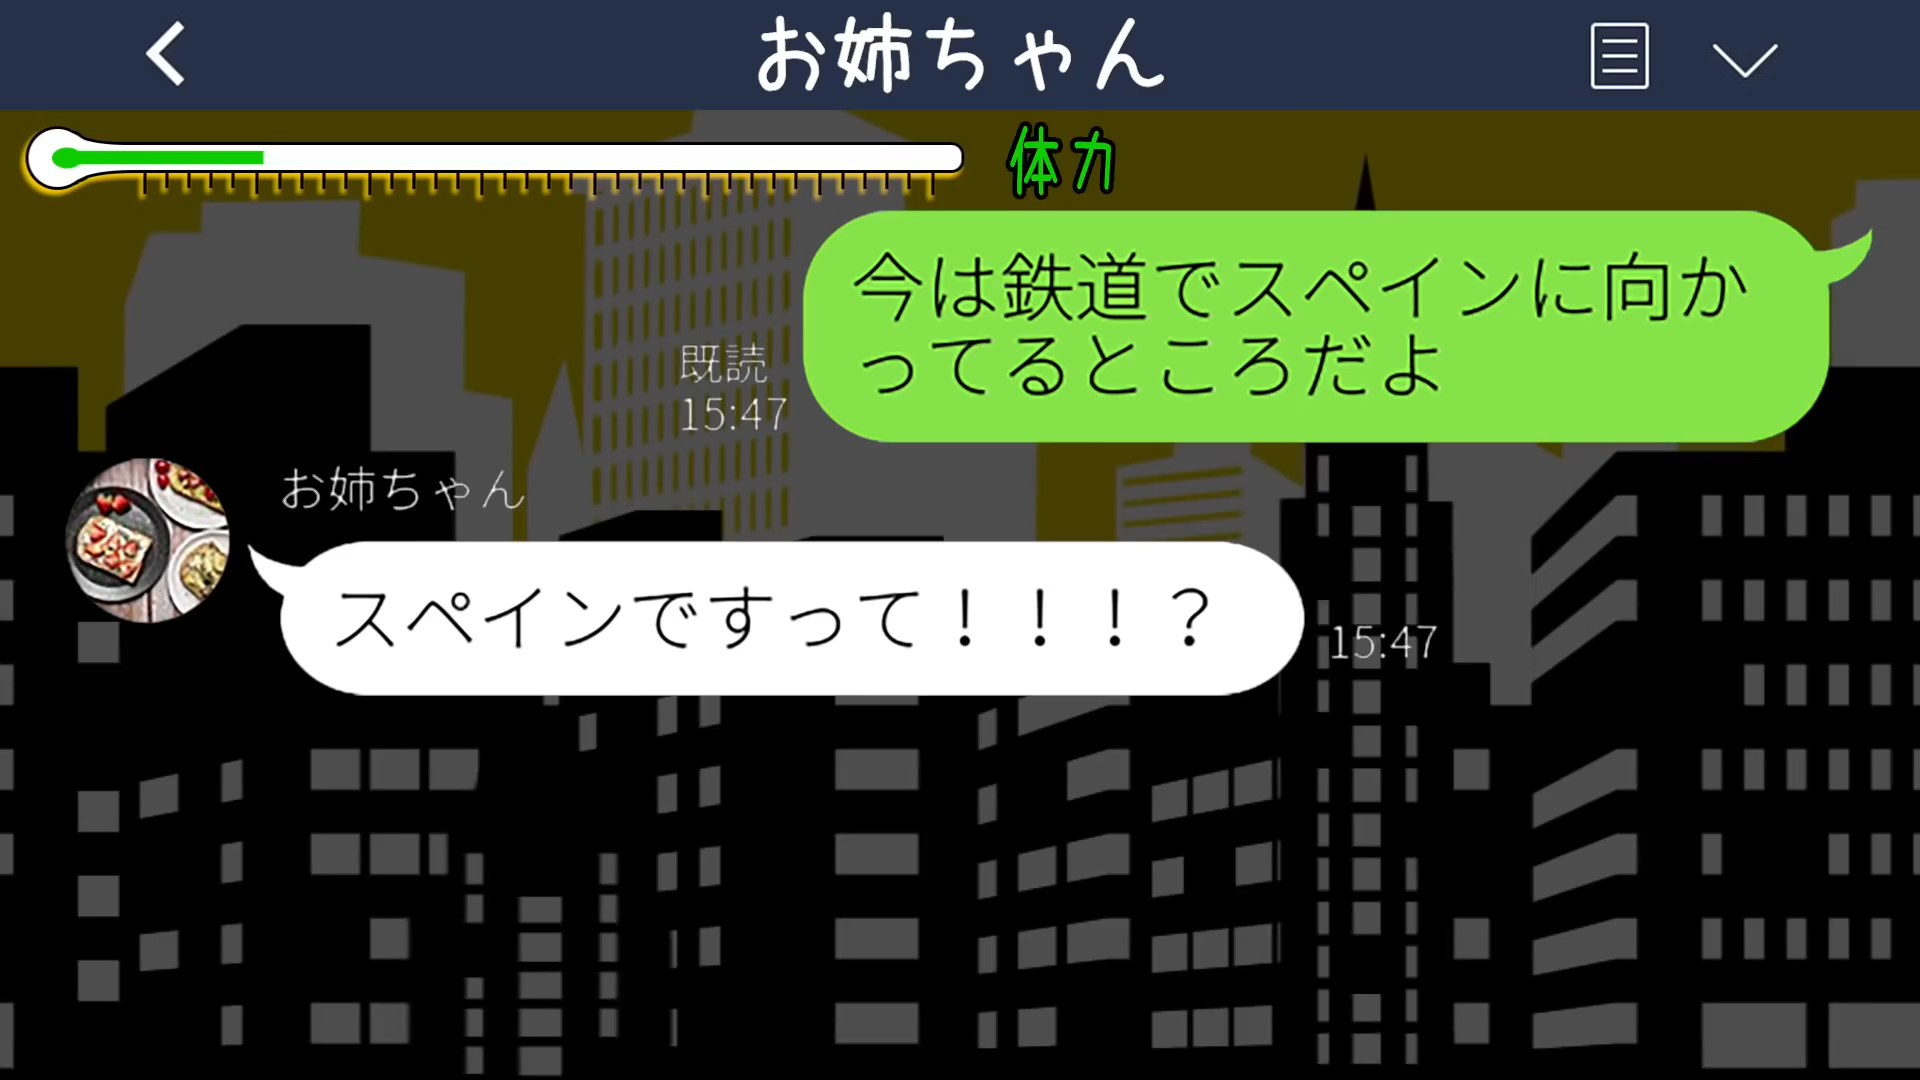 お姉ちゃん
体力
今は鉄道でスペインに向か
ってるところだよ
既読
15:47
お姉ちゃん
スペインですって！！！？
15:47